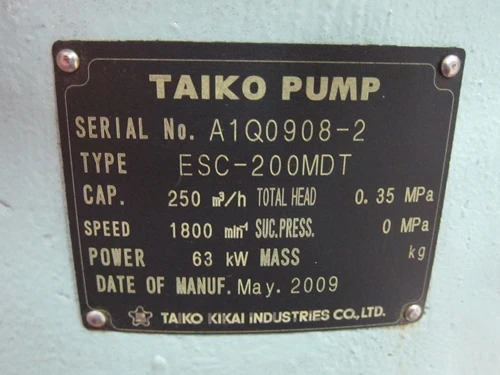 TAIKO PUMP
SERIAL No. A1Q0908-2
TYPE ESC-200MDT
CAP. 250 m³/h TOTAL HEAD 0.35 MPa
SPEED 1800 min⁻¹ SUC.PRESS. 0 MPa
POWER 63 kW MASS kg
DATE OF MANUF. May. 2009
TAIKO KIKAI INDUSTRIES CO.,LTD.